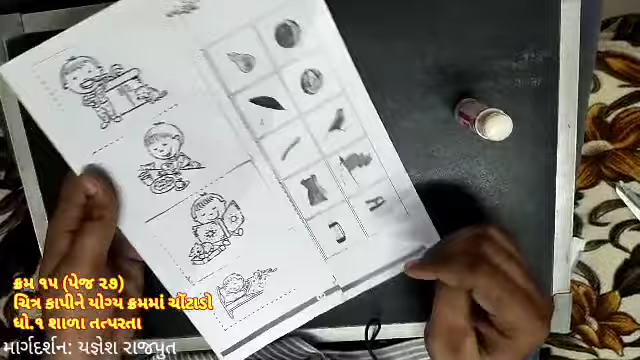 ક્રમ ૧૫ (પેજ ૨૭)
ચિત્ર કાપીને યોગ્ય ક્રમમાં ચોંટાડો
ધો.૧ શાળા તત્પરતા
માર્ગદર્શન: યજ્ઞેશ રાજપુત